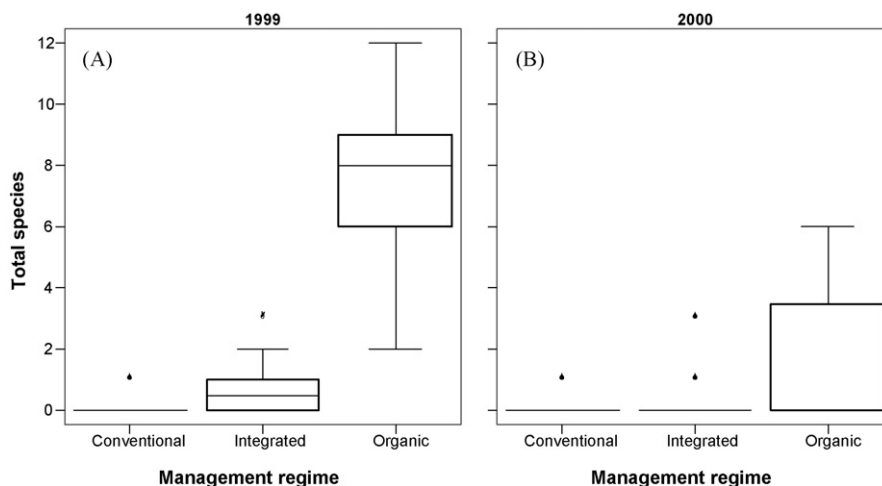 1999
(A)
Total species
12
10
8
6
4
2
0
Conventional Integrated Organic
Management regime
2000
(B)
Conventional Integrated Organic
Management regime